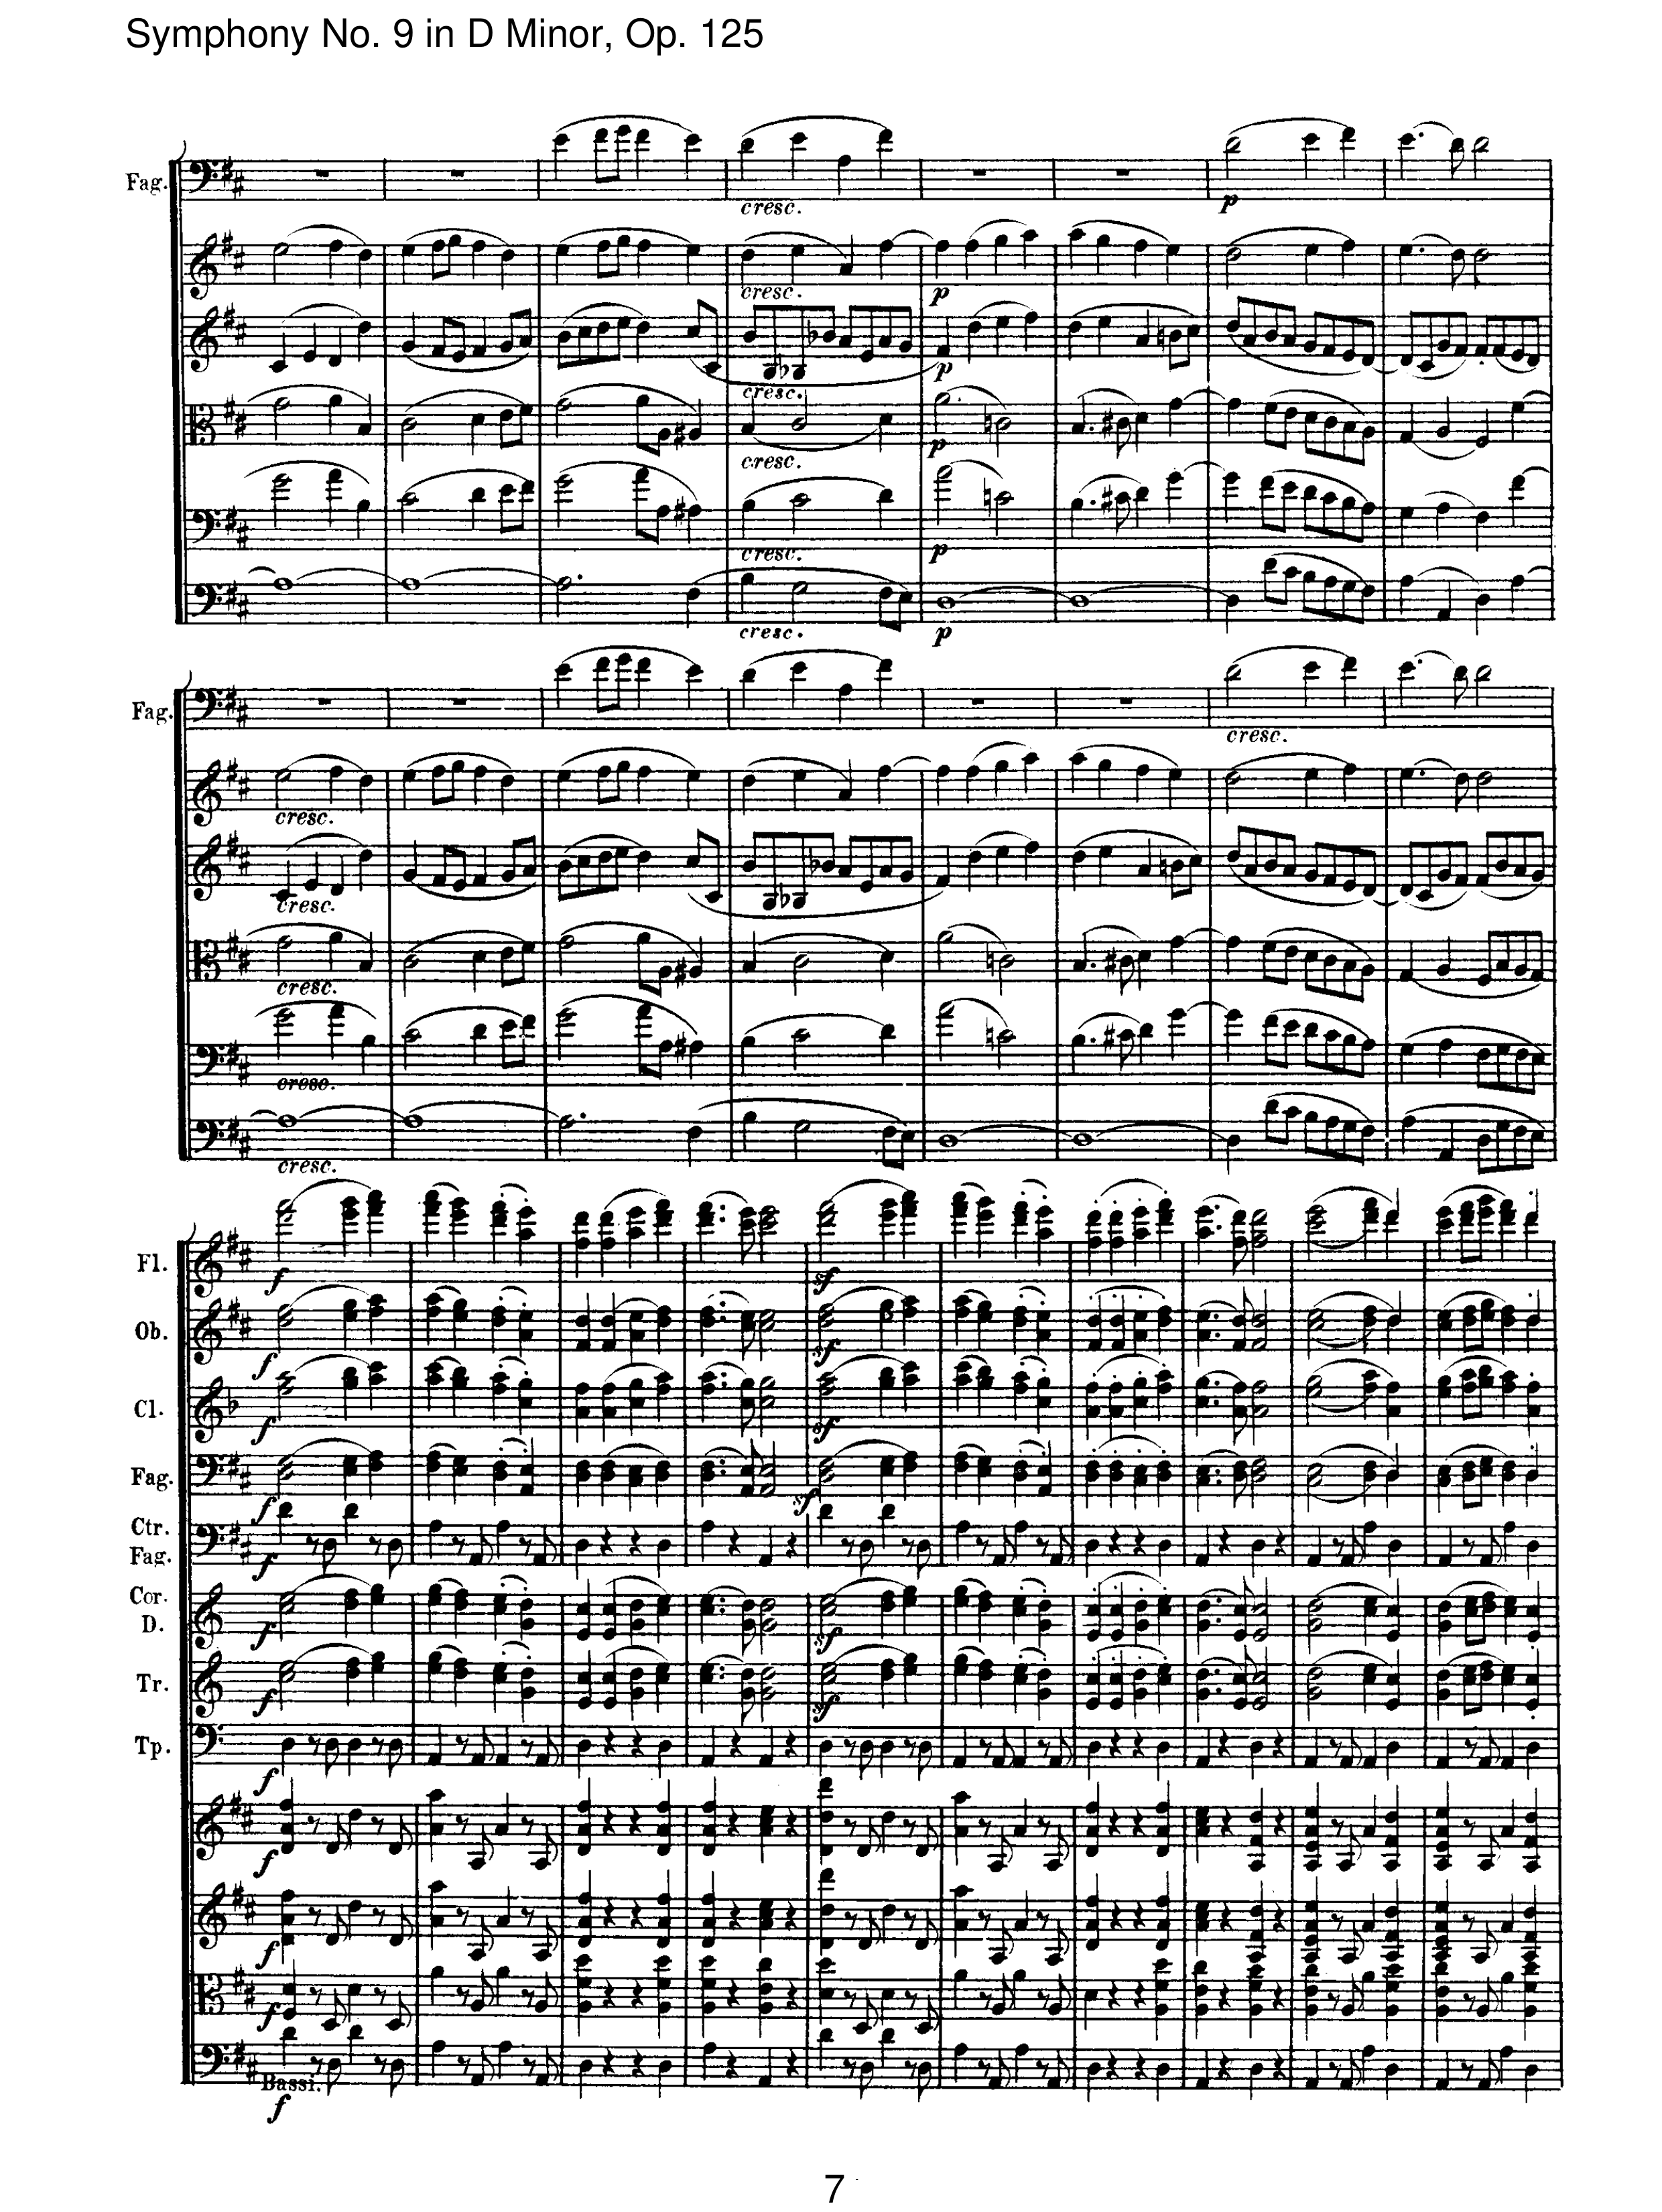 Symphony No. 9 in D Minor, Op. 125
Fag.
cresc.
p
cresc.
p
cresc.
p
cresc.
p
cresc.
p
cresc.
p
Fag.
cresc.
cresc.
cresc.
cresc.
cresc.
cresc.
Fl.
f
sf
Ob.
f
sf
Cl.
f
sf
Fag.
f
sf
Ctr.
Fag.
f
Cor.
D.
f
sf
Tr.
f
sf
Tp.
f
f
f
f
Bassi.
f
7